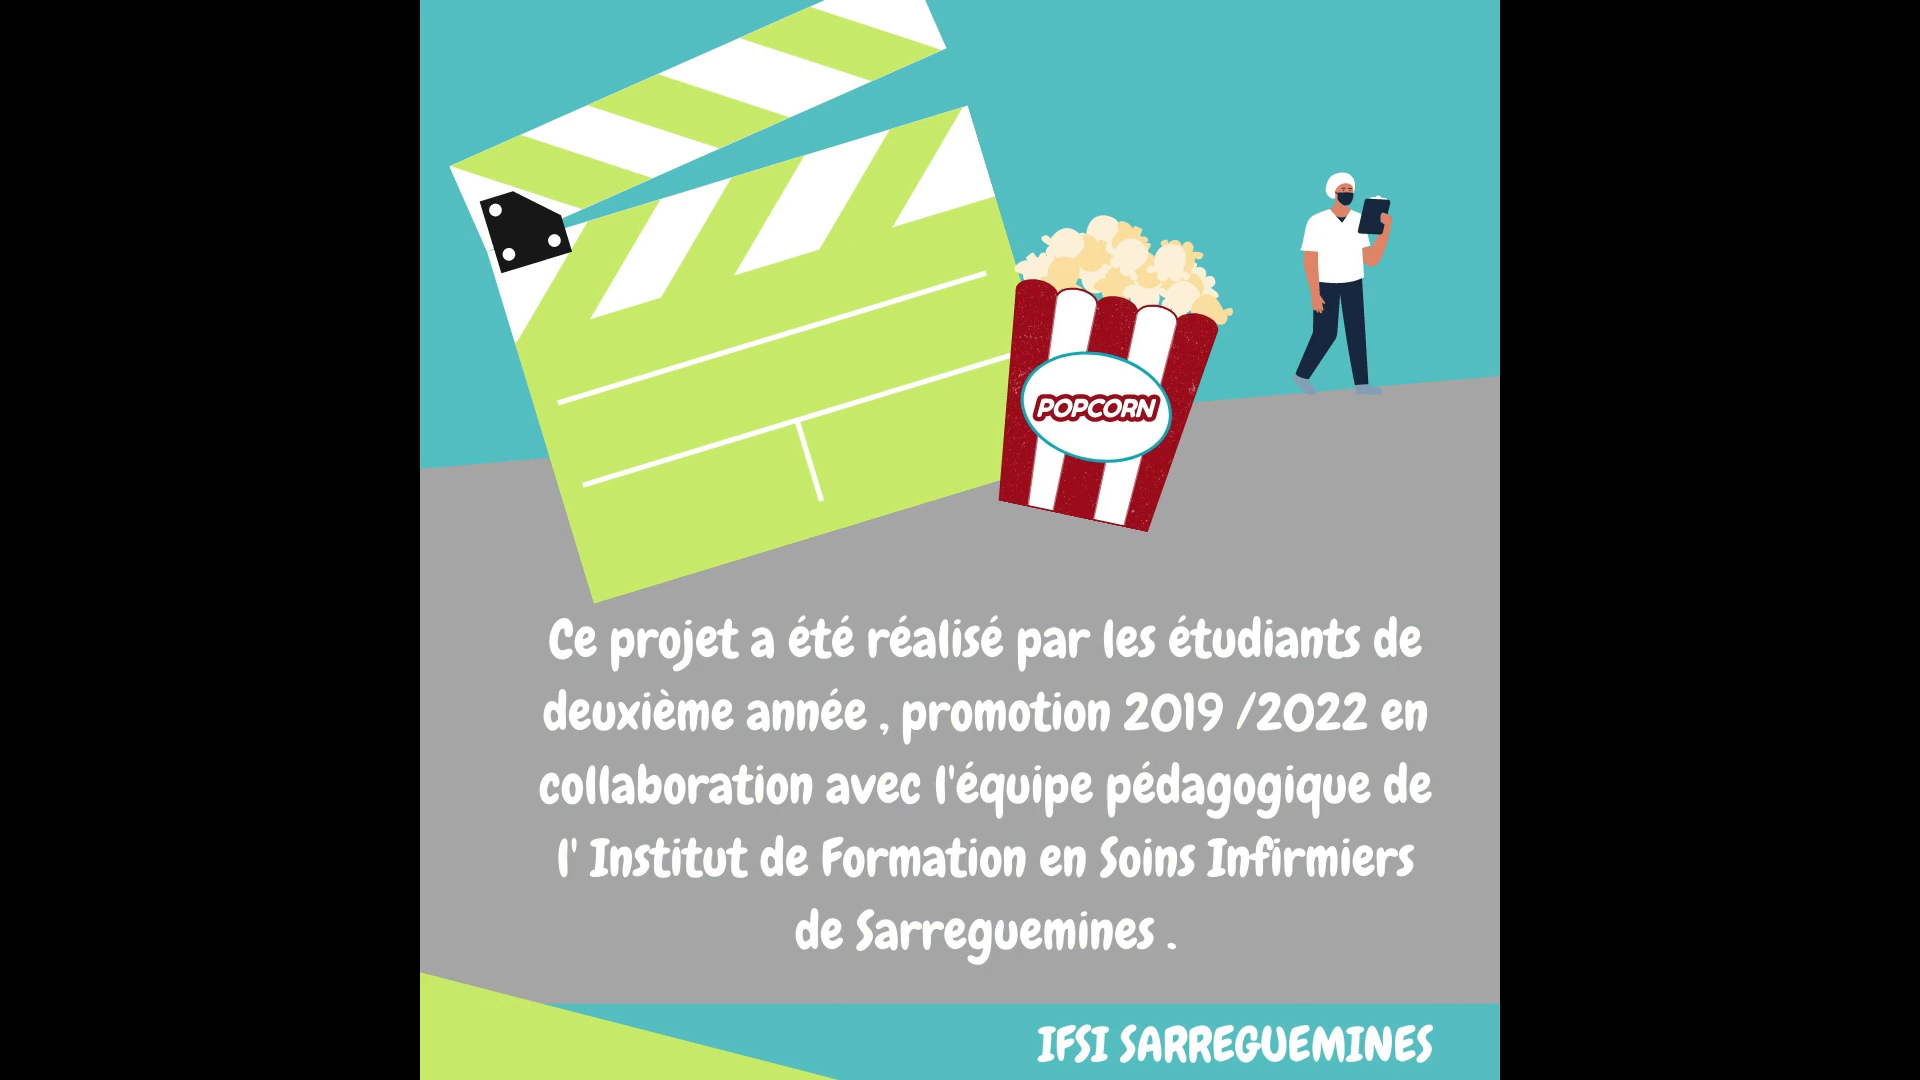 POPCORN
Ce projet a été réalisé par les étudiants de
deuxième année , promotion 2019 /2022 en
collaboration avec l'équipe pédagogique de
l' Institut de Formation en Soins Infirmiers
de Sarreguemines .
IFSI SARREGUEMINES